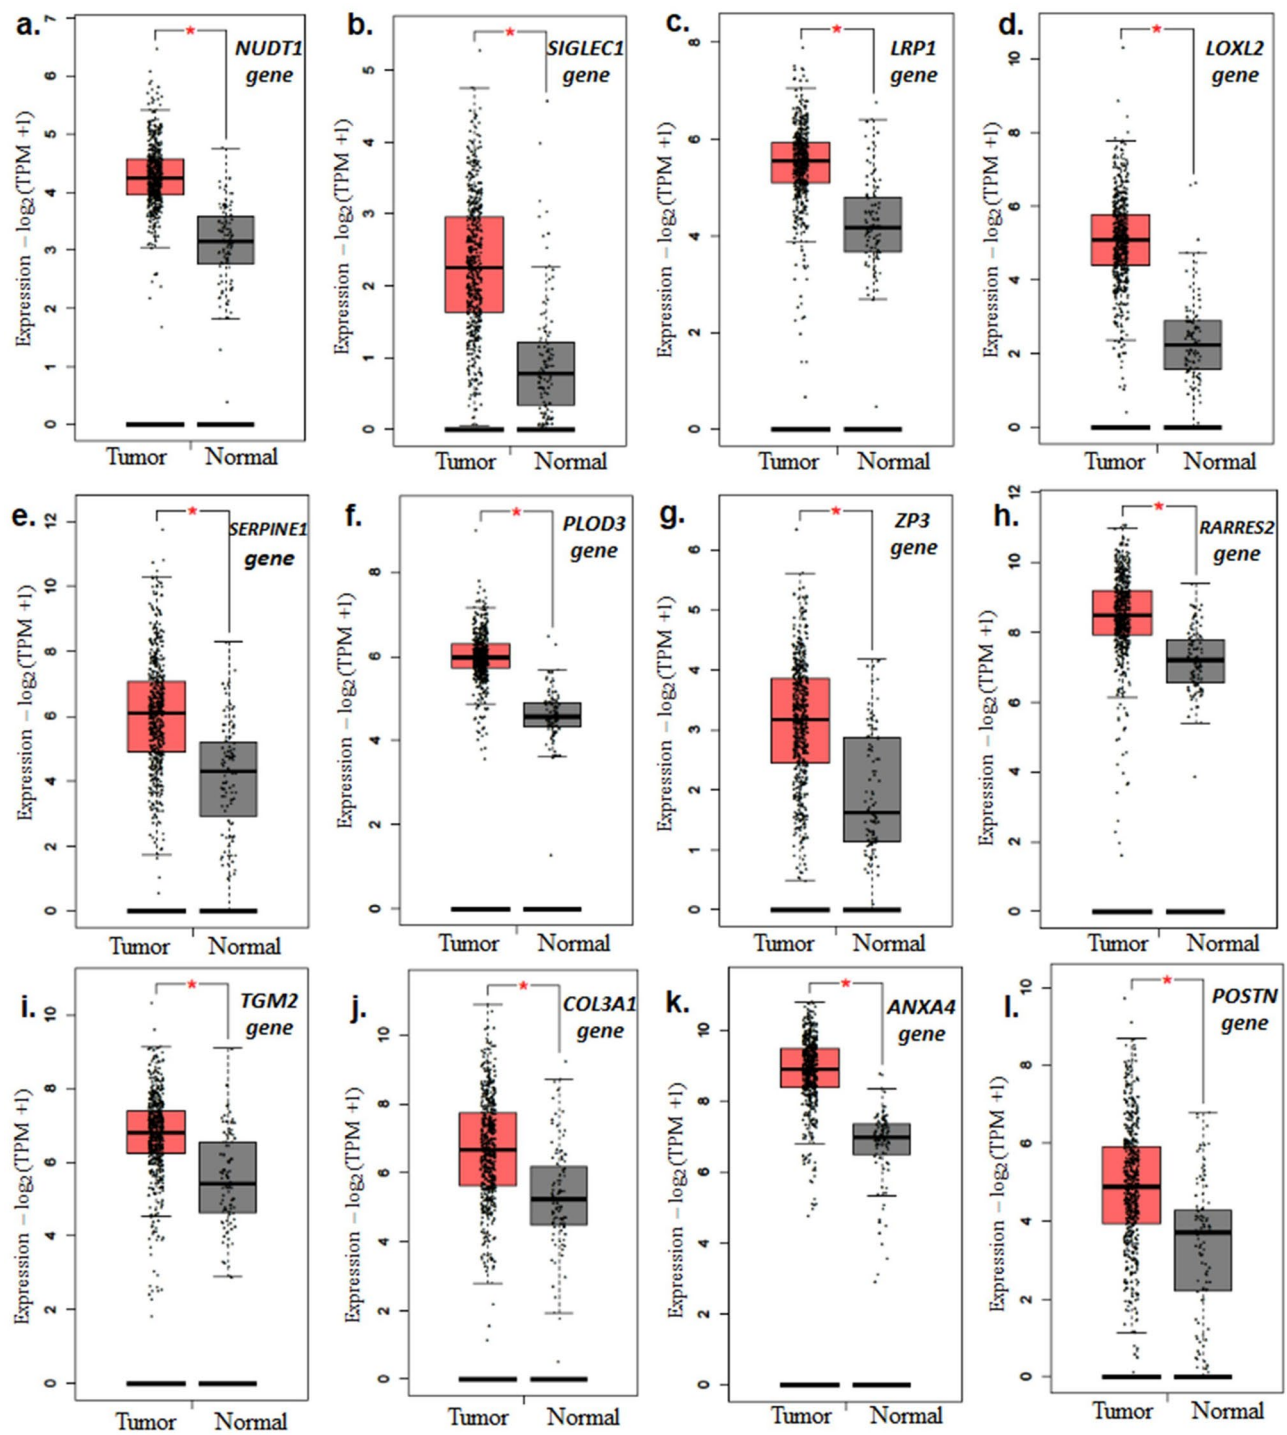 a.
NUDT1
gene
Expression – log2(TPM +1)
7
6
5
4
3
2
1
0
Tumor Normal
b.
SIGLEC1
gene
Expression – log2(TPM +1)
5
4
3
2
1
0
Tumor Normal
c.
LRP1
gene
Expression – log2(TPM +1)
8
6
4
2
0
Tumor Normal
d.
LOXL2
gene
Expression – log2(TPM +1)
10
8
6
4
2
0
Tumor Normal
e.
SERPINE1
gene
Expression – log2(TPM +1)
12
10
8
6
4
2
0
Tumor Normal
f.
PLOD3
gene
Expression – log2(TPM +1)
8
6
4
2
0
Tumor Normal
g.
ZP3
gene
Expression – log2(TPM +1)
6
5
4
3
2
1
0
Tumor Normal
h.
RARRES2
gene
Expression – log2(TPM +1)
12
10
8
6
4
2
0
Tumor Normal
i.
TGM2
gene
Expression – log2(TPM +1)
10
8
6
4
2
0
Tumor Normal
j.
COL3A1
gene
Expression – log2(TPM +1)
10
8
6
4
2
0
Tumor Normal
k.
ANXA4
gene
Expression – log2(TPM +1)
10
8
6
4
2
0
Tumor Normal
l.
POSTN
gene
Expression – log2(TPM +1)
10
8
6
4
2
0
Tumor Normal